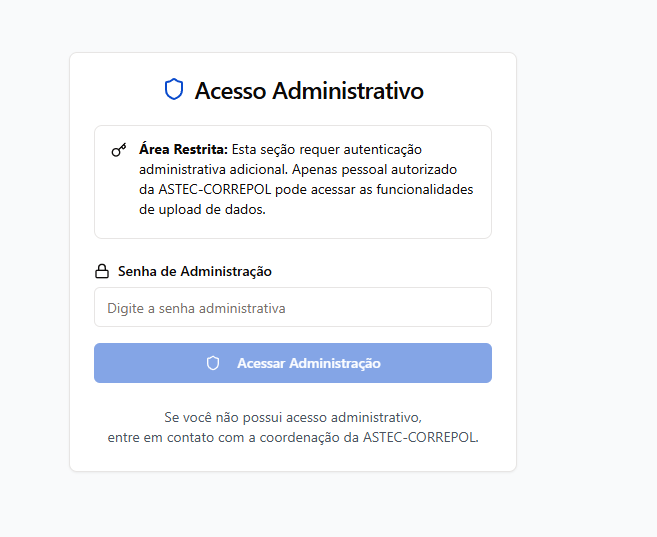 Acesso Administrativo
Área Restrita: Esta seção requer autenticação
administrativa adicional. Apenas pessoal autorizado
da ASTEC-CORREPOL pode acessar as funcionalidades
de upload de dados.
Senha de Administração
Digite a senha administrativa
Acessar Administração
Se você não possui acesso administrativo,
entre em contato com a coordenação da ASTEC-CORREPOL.